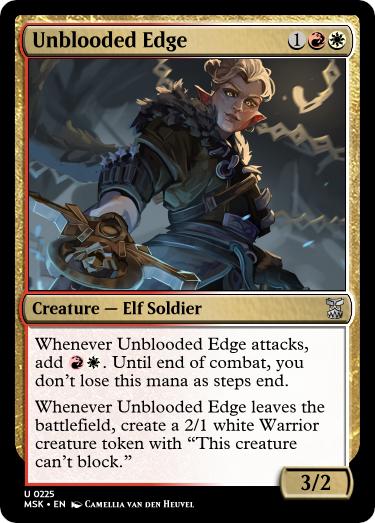 Unblooded Edge 1
Creature — Elf Soldier
Whenever Unblooded Edge attacks,
add . Until end of combat, you
don't lose this mana as steps end.
Whenever Unblooded Edge leaves the
battlefield, create a 2/1 white Warrior
creature token with “This creature
can't block.”
3/2
U 0225
MSK • EN Camellia van den Heuvel